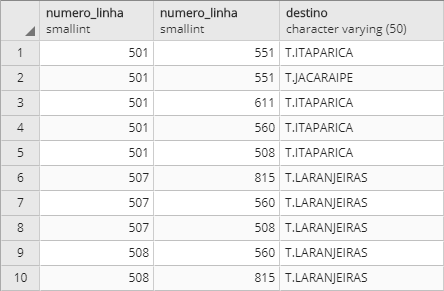 numero_linha numero_linha destino
smallint smallint character varying (50)
1 501 551 T.ITAPARICA
2 501 551 T.JACARAIPE
3 501 611 T.ITAPARICA
4 501 560 T.ITAPARICA
5 501 508 T.ITAPARICA
6 507 815 T.LARANJEIRAS
7 507 560 T.LARANJEIRAS
8 507 508 T.LARANJEIRAS
9 508 560 T.LARANJEIRAS
10 508 815 T.LARANJEIRAS